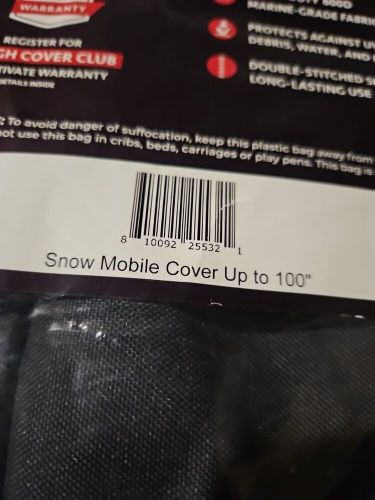 WARRANTY
REGISTER FOR
GH COVER CLUB
TIVATE WARRANTY
DETAILS INSIDE
MARINE-GRADE FABRI
PROTECTS AGAINST UV
DEBRIS, WATER, AND
DOUBLE-STITCHED S
LONG-LASTING USE
: To avoid danger of suffocation, keep this plastic bag away from
not use this bag in cribs, beds, carriages or play pens. This bag is
8 10092 25532 1
Snow Mobile Cover Up to 100"